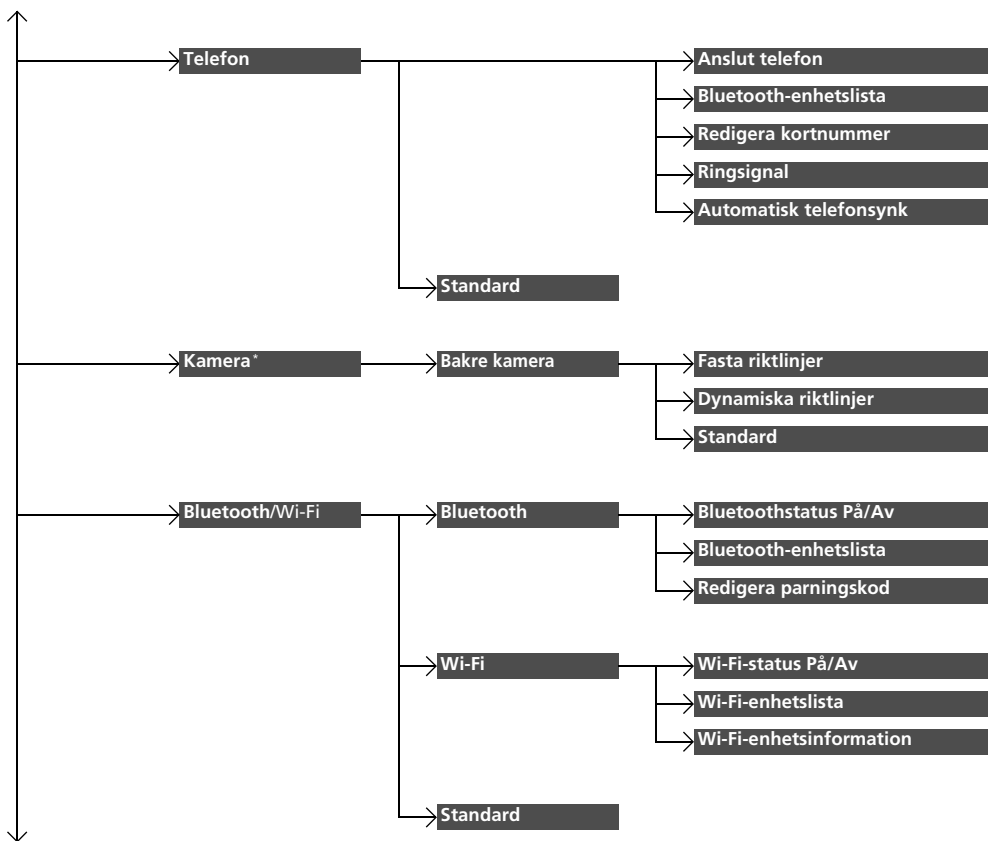 Telefon
Anslut telefon
Bluetooth-enhetslista
Redigera kortnummer
Ringsignal
Automatisk telefonsynk
Standard
Kamera*
Bakre kamera
Fasta riktlinjer
Dynamiska riktlinjer
Standard
Bluetooth/Wi-Fi
Bluetooth
Bluetoothstatus På/Av
Bluetooth-enhetslista
Redigera parningskod
Wi-Fi
Wi-Fi-status På/Av
Wi-Fi-enhetslista
Wi-Fi-enhetsinformation
Standard